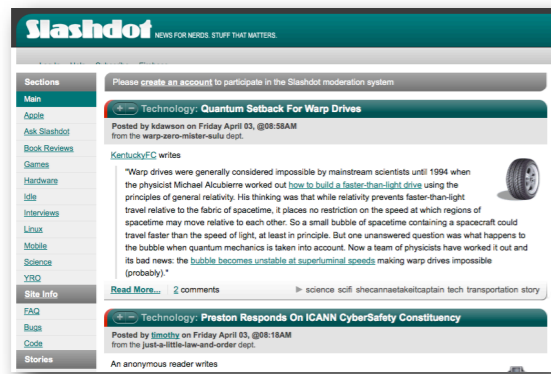 Slashdot NEWS FOR NERDS. STUFF THAT MATTERS.
Sections
Main
Apple
Ask Slashdot
Book Reviews
Games
Hardware
Idle
Interviews
Linux
Mobile
Science
YRO
Site Info
FAQ
Bugs
Code
Stories
Please create an account to participate in the Slashdot moderation system
Technology: Quantum Setback For Warp Drives
Posted by kdawson on Friday April 03, @08:58AM
from the warp-zero-mister-sulu dept.
KentuckyFC writes
"Warp drives were generally considered impossible by mainstream scientists until 1994 when
the physicist Michael Alcubierre worked out how to build a faster-than-light drive using the
principles of general relativity. His thinking was that while relativity prevents faster-than-light
travel relative to the fabric of spacetime, it places no restriction on the speed at which regions of
spacetime may move relative to each other. So a small bubble of spacetime containing a spacecraft could
travel faster than the speed of light, at least in principle. But one unanswered question was what happens to
the bubble when quantum mechanics is taken into account. Now a team of physicists have worked it out and
its bad news: the bubble becomes unstable at superluminal speeds making warp drives impossible
(probably)."
Read More... 2 comments
science scifi shecannaetakeitcaptain tech transportation story
Technology: Preston Responds On ICANN CyberSafety Constituency
Posted by timothy on Friday April 03, @08:18AM
from the just-a-little-law-and-order dept.
An anonymous reader writes